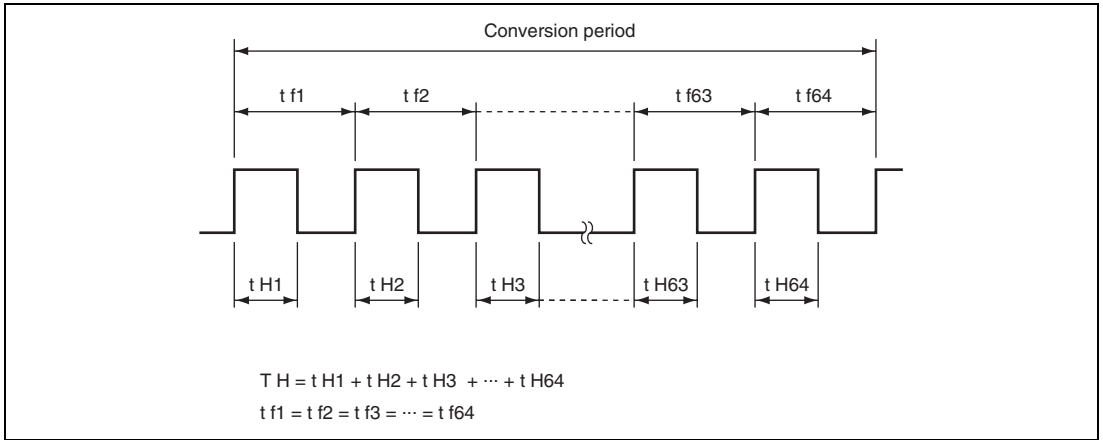 Conversion period
t f1 t f2 t f63 t f64
t H1 t H2 t H3 t H63 t H64
T H = t H1 + t H2 + t H3 + ··· + t H64
t f1 = t f2 = t f3 = ··· = t f64